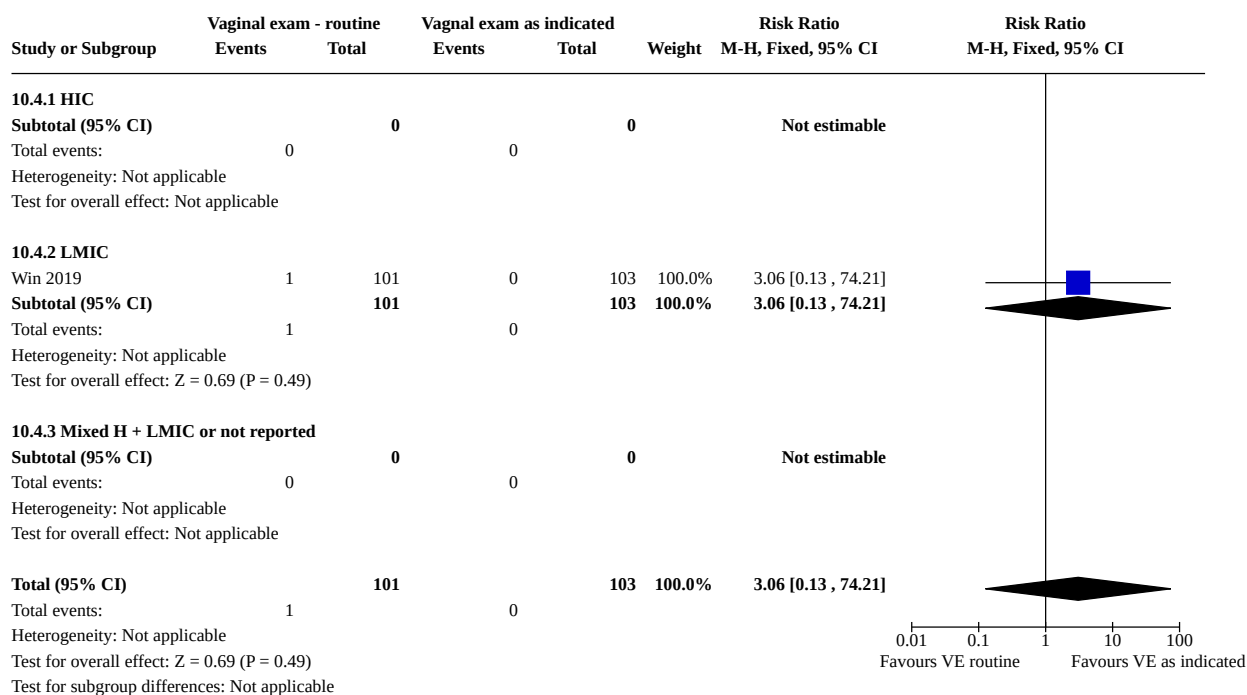 Vaginal exam - routine Vagnal exam as indicated Risk Ratio Risk Ratio
Study or Subgroup Events Total Events Total Weight M-H, Fixed, 95% CI M-H, Fixed, 95% CI
10.4.1 HIC
Subtotal (95% CI) 0 0 Not estimable
Total events: 0 0
Heterogeneity: Not applicable
Test for overall effect: Not applicable
10.4.2 LMIC
Win 2019 1 101 0 103 100.0% 3.06 [0.13 , 74.21]
Subtotal (95% CI) 101 103 100.0% 3.06 [0.13 , 74.21]
Total events: 1 0
Heterogeneity: Not applicable
Test for overall effect: Z = 0.69 (P = 0.49)
10.4.3 Mixed H + LMIC or not reported
Subtotal (95% CI) 0 0 Not estimable
Total events: 0 0
Heterogeneity: Not applicable
Test for overall effect: Not applicable
Total (95% CI) 101 103 100.0% 3.06 [0.13 , 74.21]
Total events: 1 0
Heterogeneity: Not applicable 0.01 0.1 1 10 100
Test for overall effect: Z = 0.69 (P = 0.49) Favours VE routine Favours VE as indicated
Test for subgroup differences: Not applicable